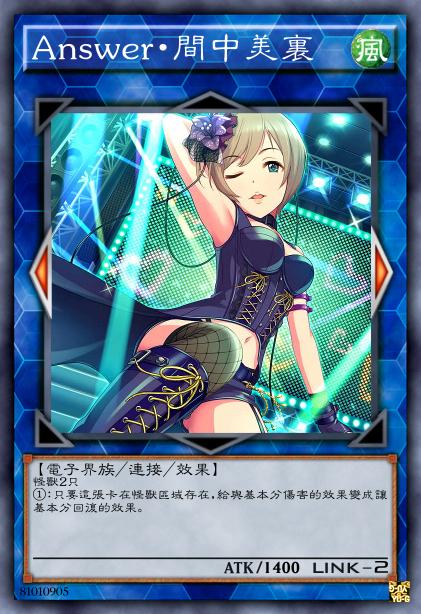 Answer・間中美裏
風
【電子界族/連接/效果】
怪獸2只
①:只要這張卡在怪獸區域存在,給與基本分傷害的效果變成讓
基本分回復的效果。
ATK/1400 LINK-2
81010905